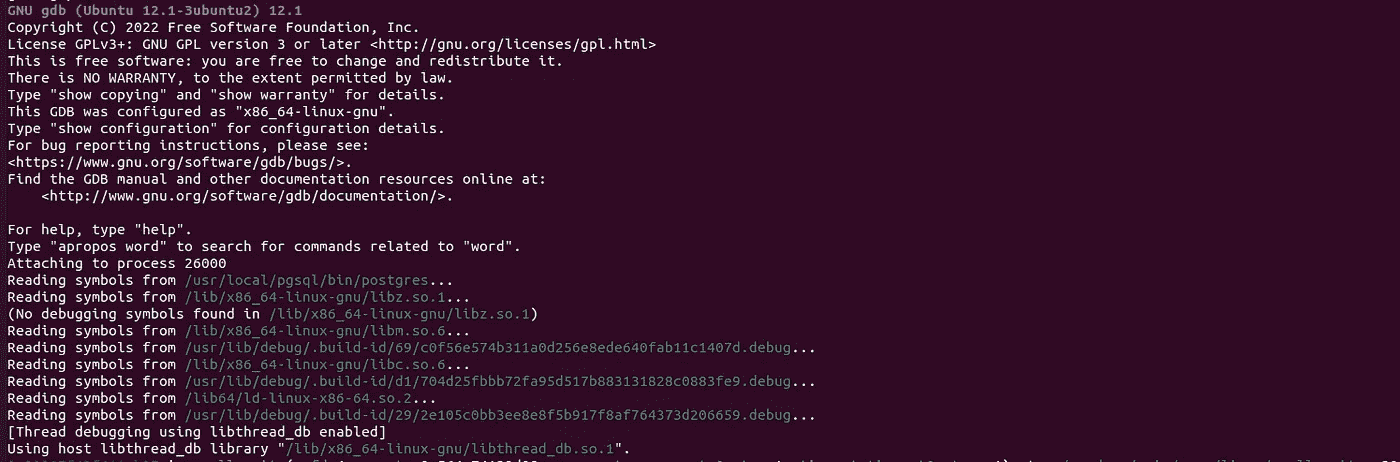 GNU gdb (Ubuntu 12.1-3ubuntu2) 12.1
Copyright (C) 2022 Free Software Foundation, Inc.
License GPLv3+: GNU GPL version 3 or later <http://gnu.org/licenses/gpl.html>
This is free software: you are free to change and redistribute it.
There is NO WARRANTY, to the extent permitted by law.
Type "show copying" and "show warranty" for details.
This GDB was configured as "x86_64-linux-gnu".
Type "show configuration" for configuration details.
For bug reporting instructions, please see:
<https://www.gnu.org/software/gdb/bugs/>.
Find the GDB manual and other documentation resources online at:
    <http://www.gnu.org/software/gdb/documentation/>.

For help, type "help".
Type "apropos word" to search for commands related to "word".
Attaching to process 26000
Reading symbols from /usr/local/pgsql/bin/postgres...
Reading symbols from /lib/x86_64-linux-gnu/libz.so.1...
(No debugging symbols found in /lib/x86_64-linux-gnu/libz.so.1)
Reading symbols from /lib/x86_64-linux-gnu/libm.so.6...
Reading symbols from /usr/lib/debug/.build-id/69/c0f56e574b311a0d256e8ede640fab11c1407d.debug...
Reading symbols from /lib/x86_64-linux-gnu/libc.so.6...
Reading symbols from /usr/lib/debug/.build-id/d1/704d25fbbb72fa95d517b883131828c0883fe9.debug...
Reading symbols from /lib64/ld-linux-x86-64.so.2...
Reading symbols from /usr/lib/debug/.build-id/29/2e105c0bb3ee8e8f5b917f8af764373d206659.debug...
[Thread debugging using libthread_db enabled]
Using host libthread_db library "/lib/x86_64-linux-gnu/libthread_db.so.1".